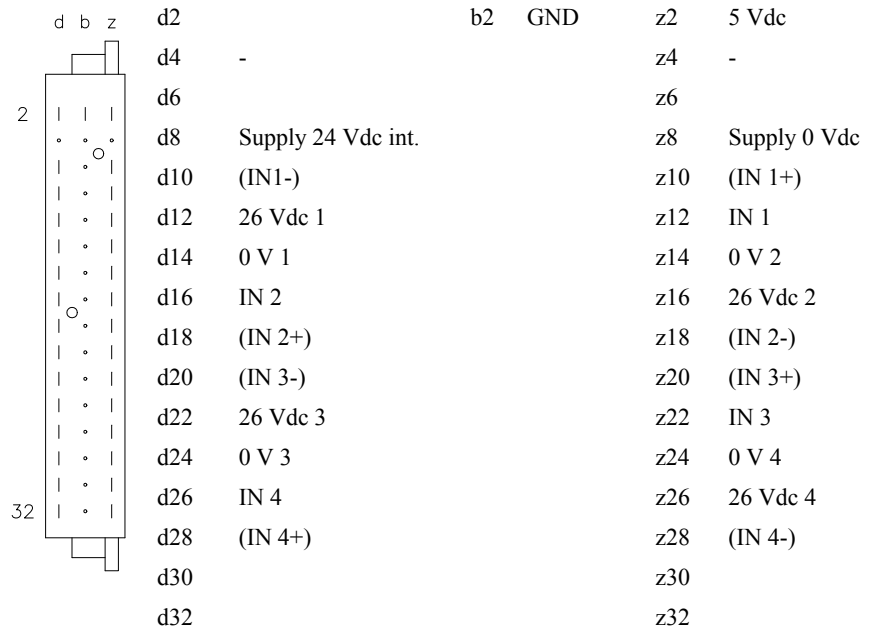 d b z
2
32
d2 b2 GND z2 5 Vdc
d4 - z4 -
d6 z6
d8 Supply 24 Vdc int. z8 Supply 0 Vdc
d10 (IN1-) z10 (IN 1+)
d12 26 Vdc 1 z12 IN 1
d14 0 V 1 z14 0 V 2
d16 IN 2 z16 26 Vdc 2
d18 (IN 2+) z18 (IN 2-)
d20 (IN 3-) z20 (IN 3+)
d22 26 Vdc 3 z22 IN 3
d24 0 V 3 z24 0 V 4
d26 IN 4 z26 26 Vdc 4
d28 (IN 4+) z28 (IN 4-)
d30 z30
d32 z32